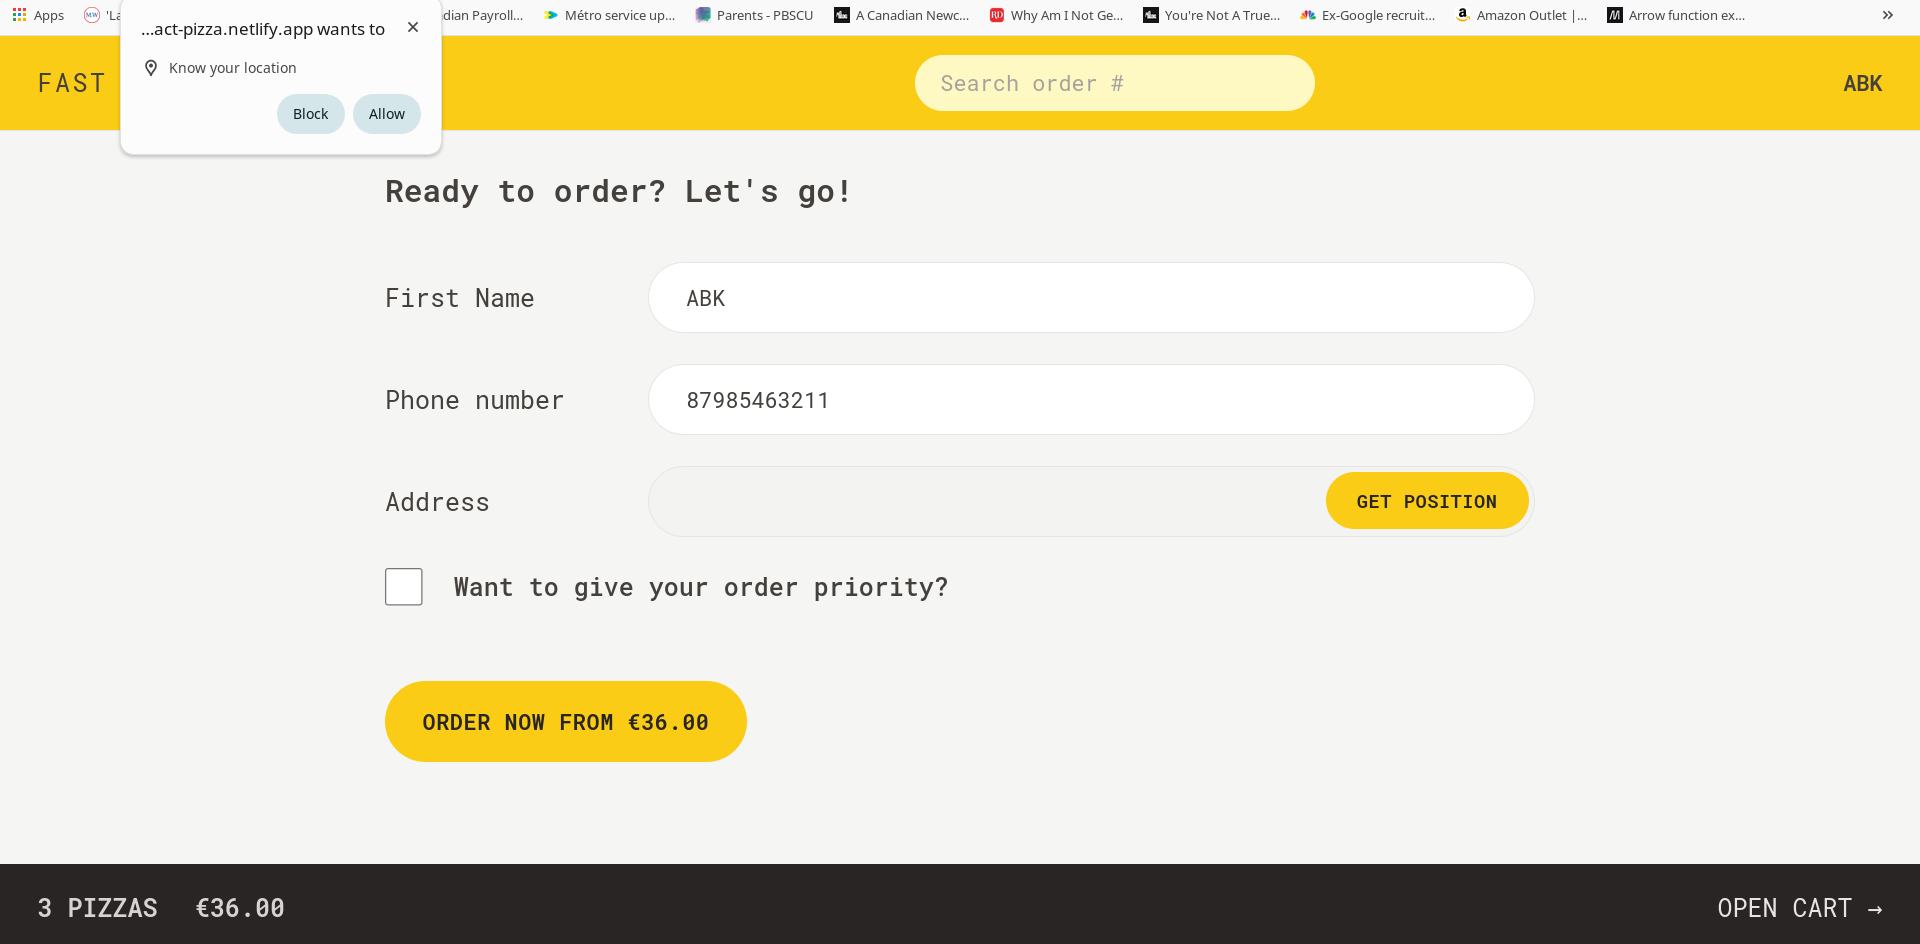 Apps
'La
dian Payroll...
Métro service up...
Parents - PBSCU
A Canadian Newc...
Why Am I Not Ge...
You're Not A True...
Ex-Google recruit...
Amazon Outlet |...
Arrow function ex...
»
...act-pizza.netlify.app wants to
Know your location
Block Allow
FAST
Search order #
ABK
Ready to order? Let's go!
First Name
ABK
Phone number
87985463211
Address
GET POSITION
Want to give your order priority?
ORDER NOW FROM €36.00
3 PIZZAS €36.00
OPEN CART →